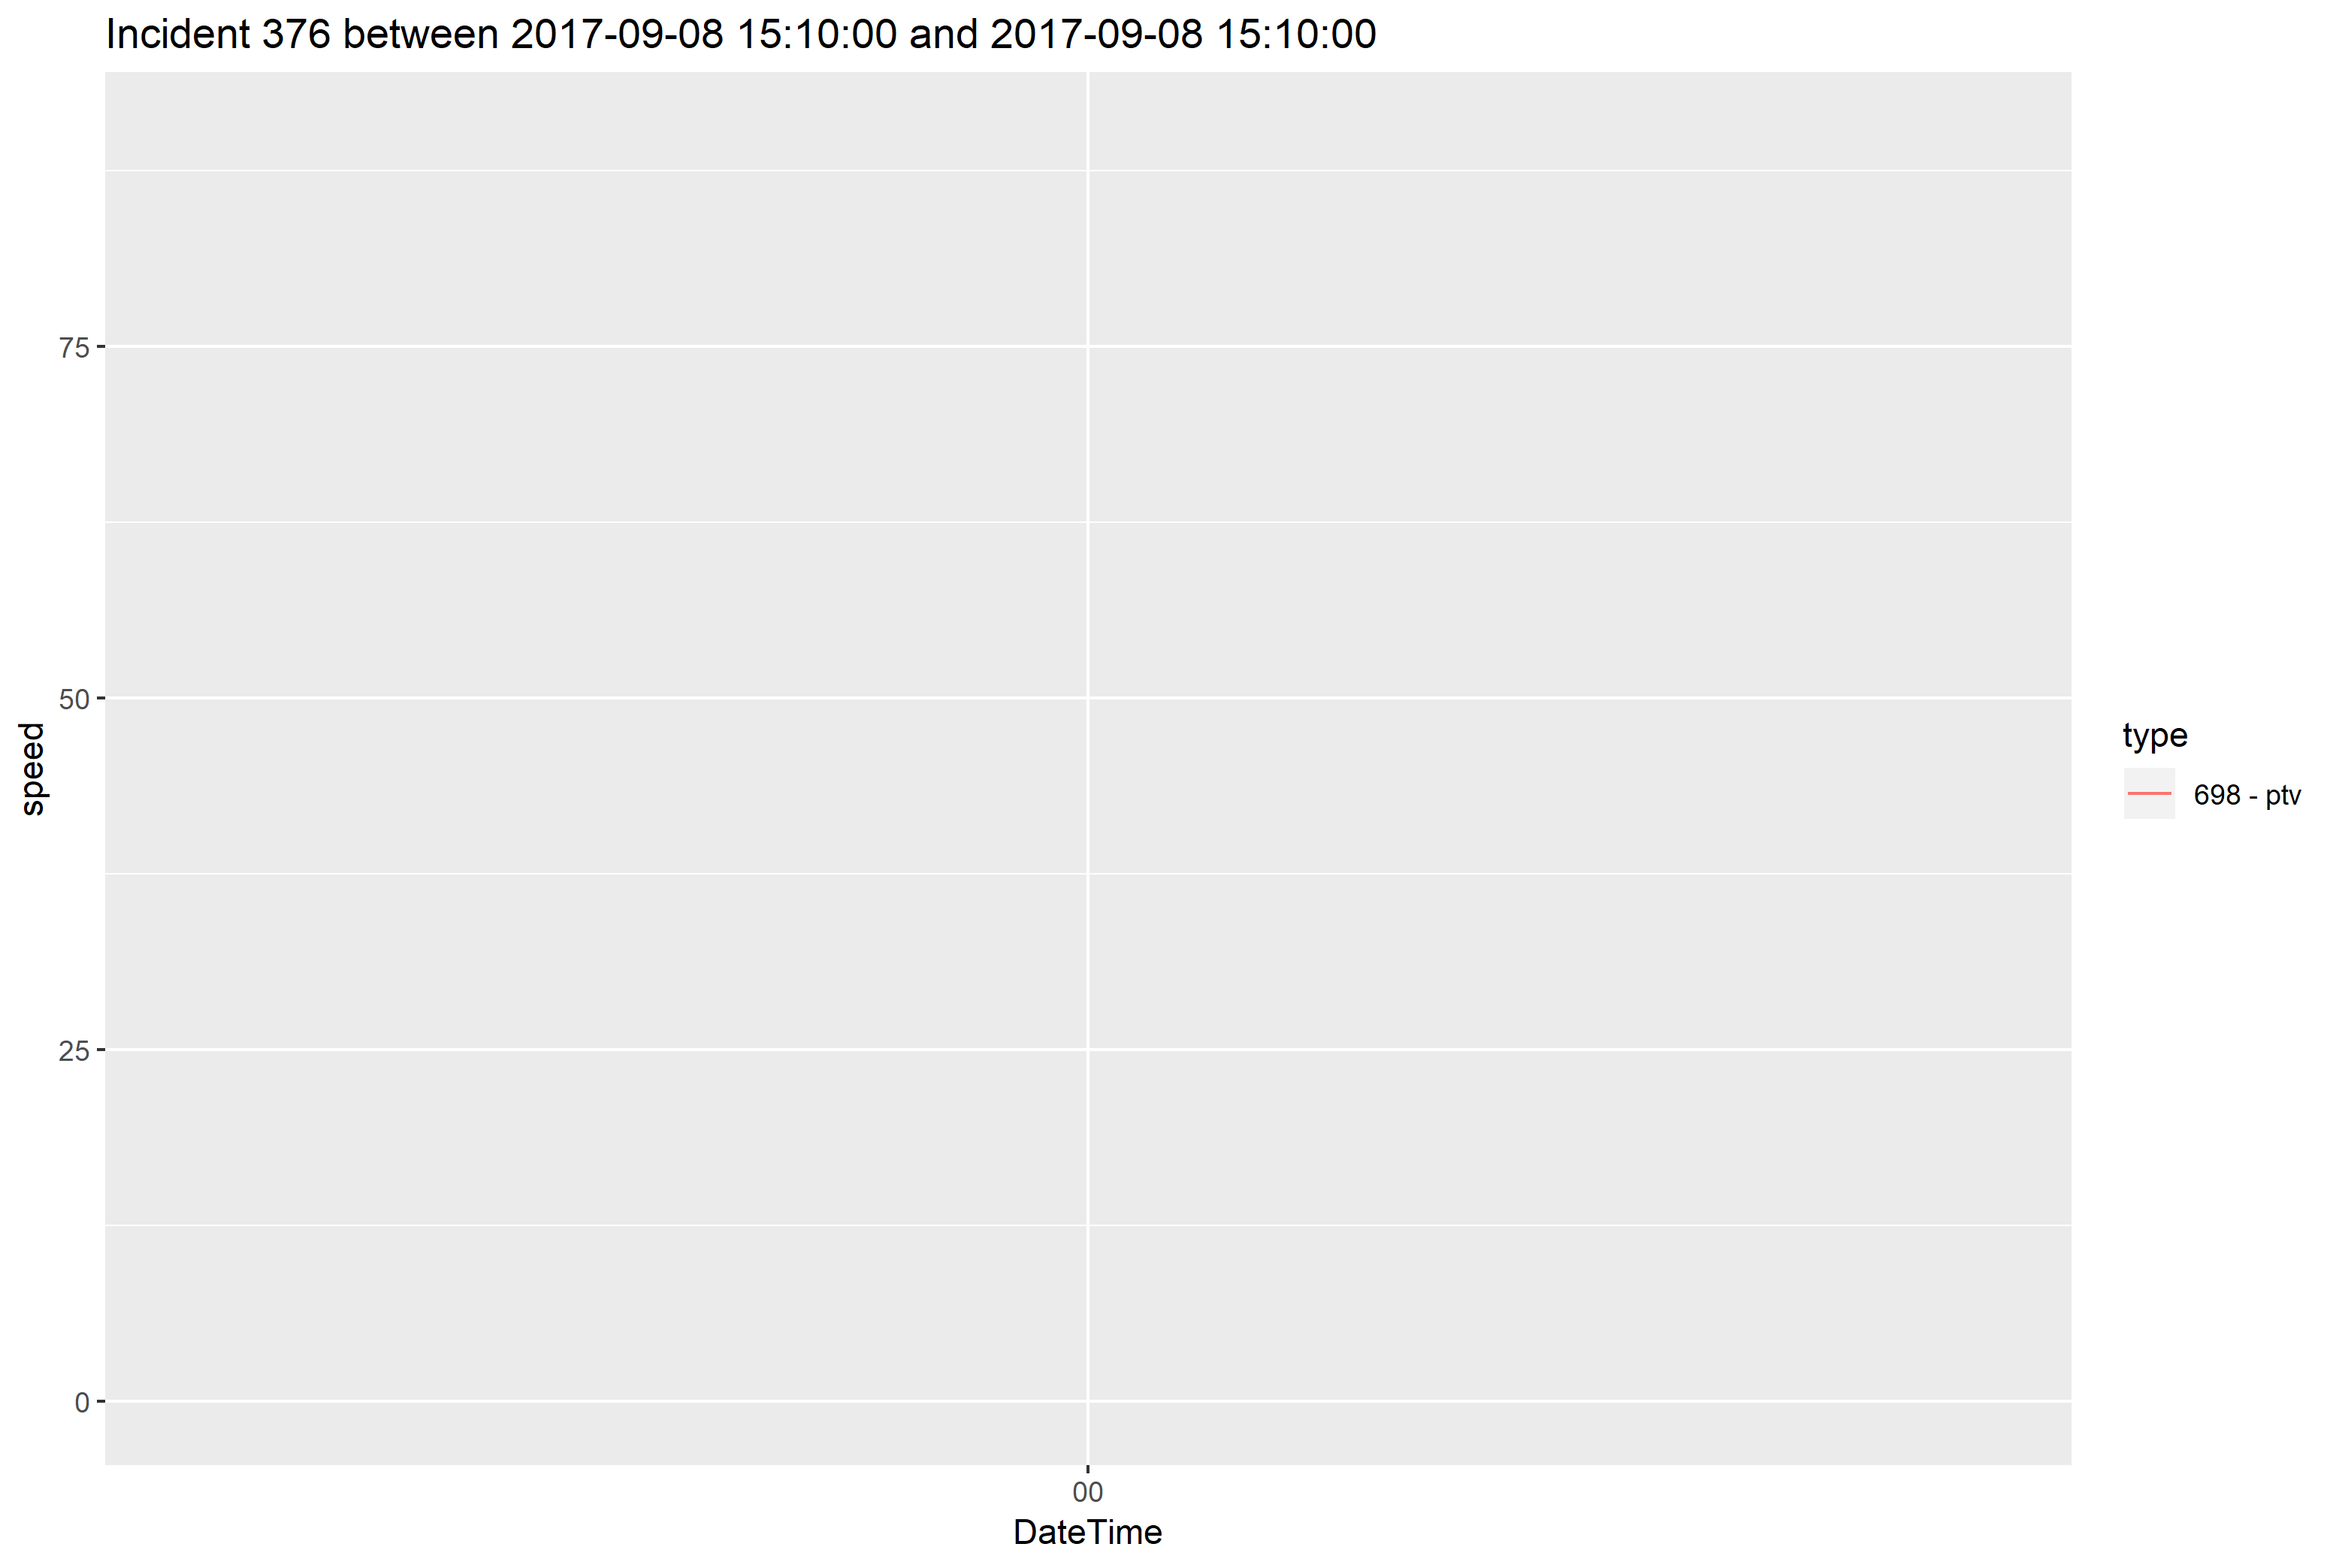 Incident 376 between 2017-09-08 15:10:00 and 2017-09-08 15:10:00
75
50
25
0
speed
00
DateTime
type
698 - ptv